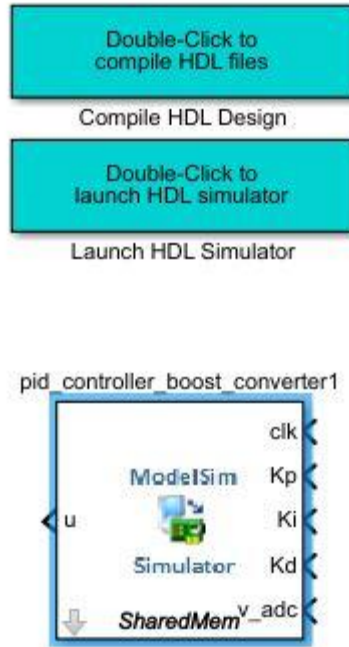 Double-Click to
compile HDL files
Compile HDL Design
Double-Click to
launch HDL simulator
Launch HDL Simulator
pid_controller_boost_converter1
clk
ModelSim
Kp
u
Ki
Simulator
Kd
SharedMem
v_adc